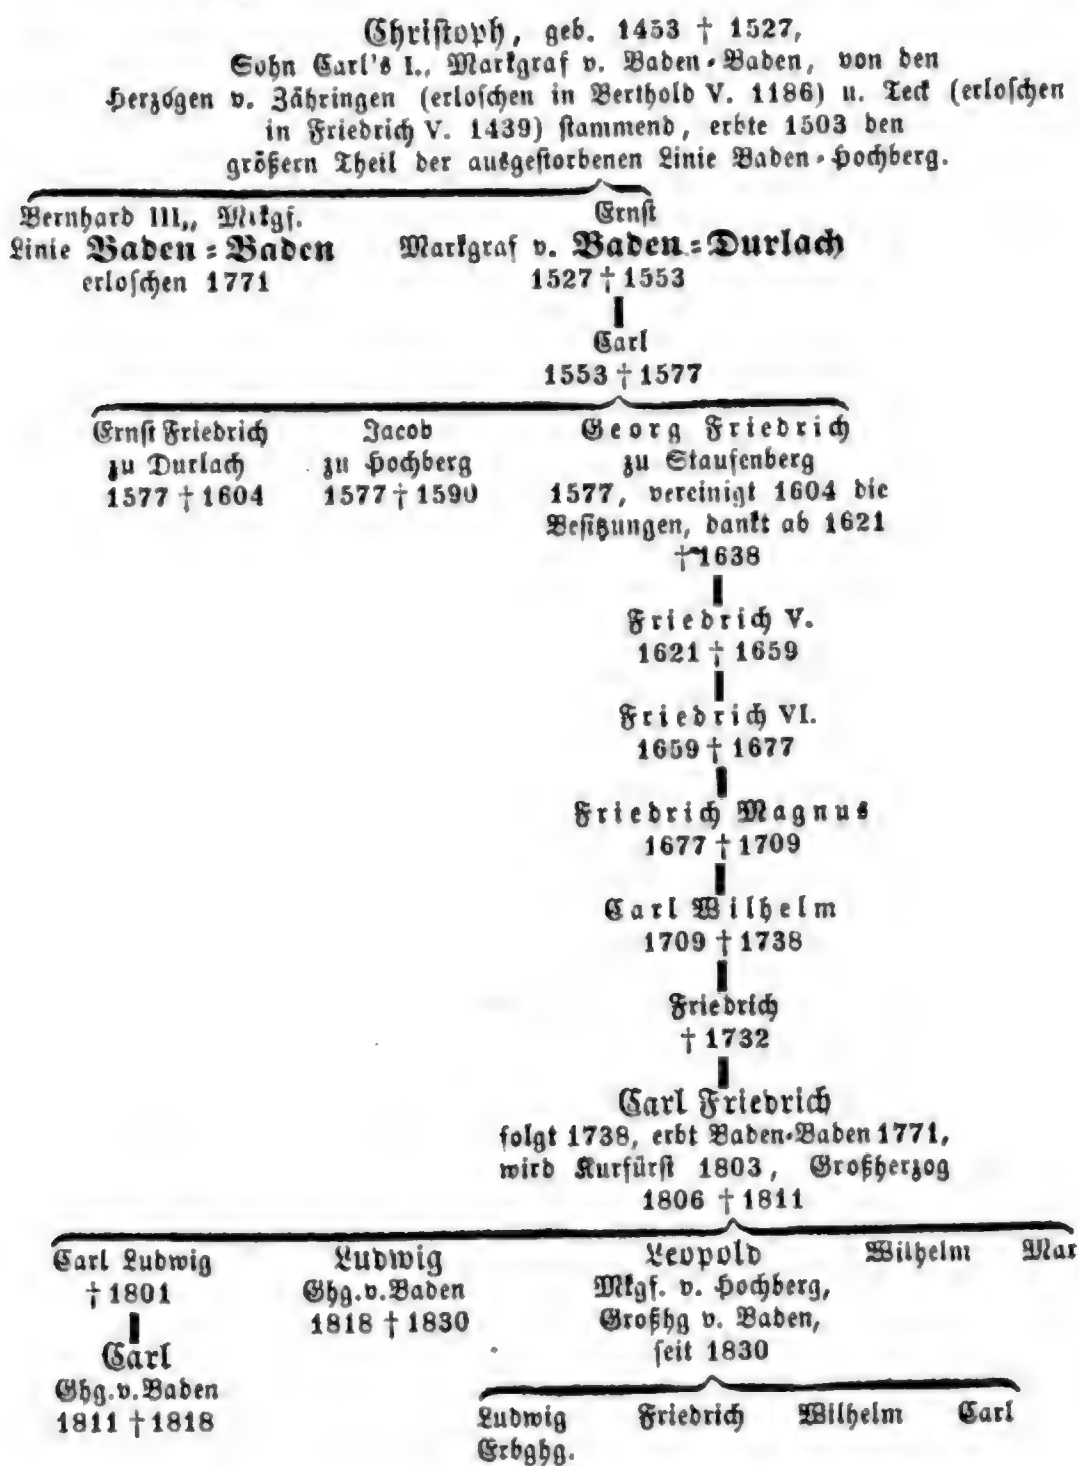 Christoph, geb. 1453 † 1527,
Sohn Carl's I., Markgraf v. Baden-Baden, von den
Herzögen v. Zähringen (erloschen in Berthold V. 1186) u. Teck (erloschen
in Friedrich V. 1439) stammend, erbte 1503 den
größern Theil der ausgestorbenen Linie Baden-Hochberg.
Bernhard III,, Mrkgf.
Linie Baden-Baden
erloschen 1771
Ernst
Markgraf v. Baden-Durlach
1527 † 1553
Carl
1553 † 1577
Ernst Friedrich
zu Durlach
1577 † 1604
Jacob
zu Hochberg
1577 † 1590
Georg Friedrich
zu Staufenberg
1577, vereinigt 1604 die
Besitzungen, dankt ab 1621
† 1638
Friedrich V.
1621 † 1659
Friedrich VI.
1659 † 1677
Friedrich Magnus
1677 † 1709
Carl Wilhelm
1709 † 1738
Friedrich
† 1732
Carl Friedrich
folgt 1738, erbt Baden-Baden 1771,
wird Kurfürst 1803, Großherzog
1806 † 1811
Carl Ludwig
† 1801
Carl
Ghg. v. Baden
1811 † 1818
Ludwig
Ghg. v. Baden
1818 † 1830
Leopold
Mkgf. v. Hochberg,
Großhg v. Baden,
seit 1830
Wilhelm
Max
Ludwig
Erbghg.
Friedrich
Wilhelm
Carl